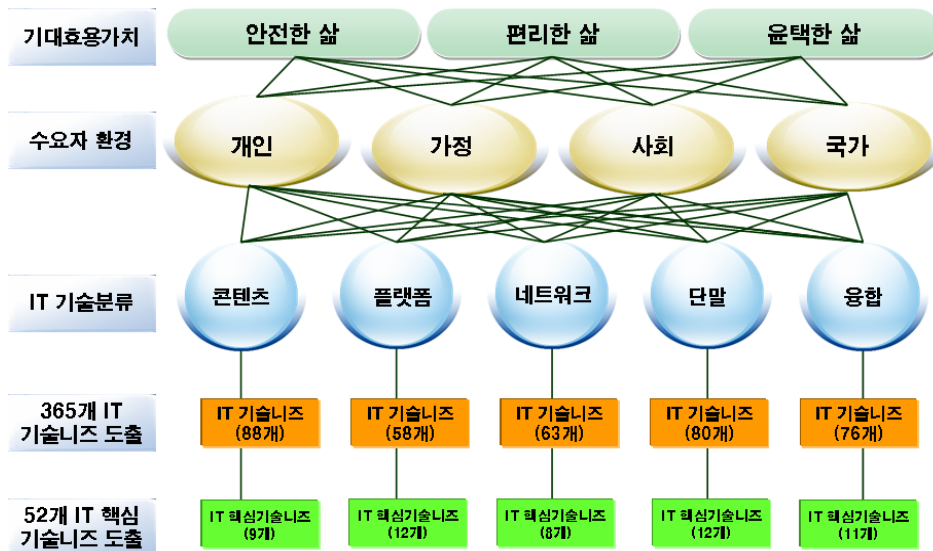 기대효용가치
안전한 삶
편리한 삶
윤택한 삶
수요자 환경
개인
가정
사회
국가
IT 기술분류
콘텐츠
플랫폼
네트워크
단말
융합
365개 IT
기술니즈 도출
IT 기술니즈
(88개)
IT 기술니즈
(58개)
IT 기술니즈
(63개)
IT 기술니즈
(80개)
IT 기술니즈
(76개)
52개 IT 핵심
기술니즈 도출
IT 핵심기술니즈
(9개)
IT 핵심기술니즈
(12개)
IT 핵심기술니즈
(8개)
IT 핵심기술니즈
(12개)
IT 핵심기술니즈
(11개)